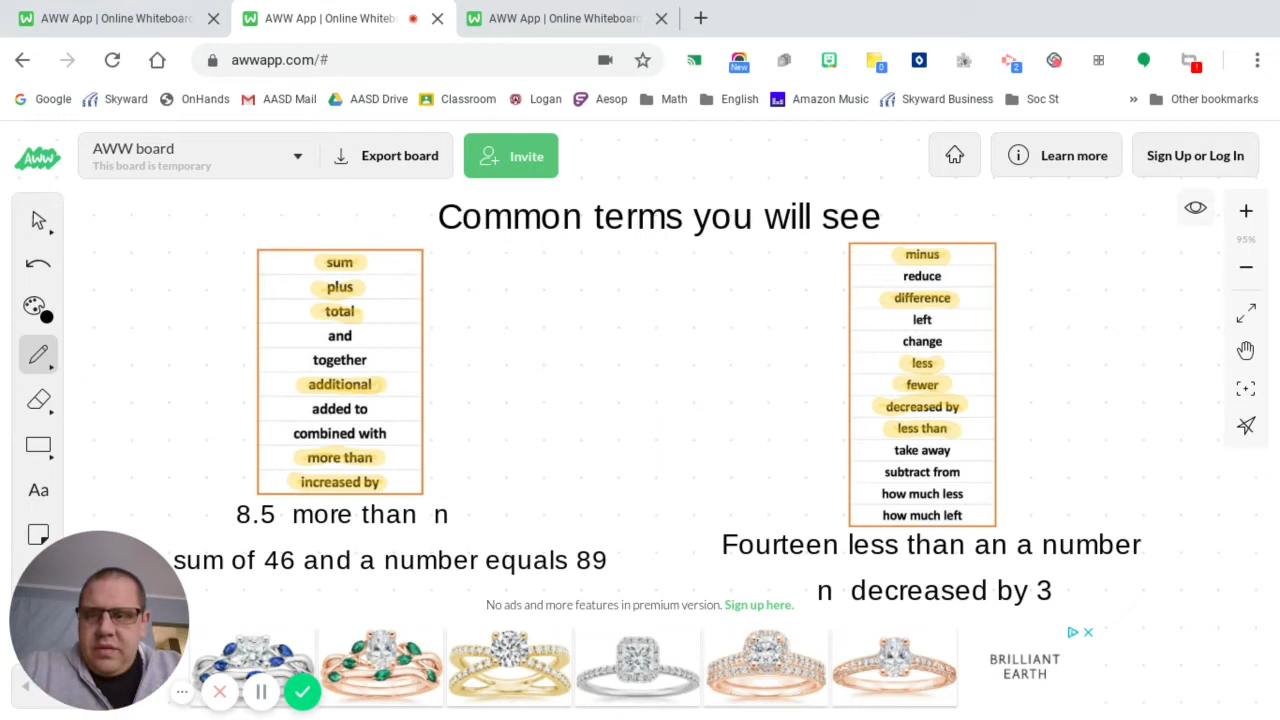 AWW App | Online Whiteboard
AWW App | Online Whiteb
AWW App | Online Whiteboard
awwapp.com/#
New
0
2
Google
Skyward
OnHands
AASD Mail
AASD Drive
Classroom
Logan
Aesop
Math
English
Amazon Music
Skyward Business
Soc St
»
Other bookmarks
AWW
AWW board
This board is temporary
Export board
Invite
Learn more
Sign Up or Log In
Common terms you will see
95%
sum
plus
total
and
together
additional
added to
combined with
more than
increased by
8.5 more than n
sum of 46 and a number equals 89
minus
reduce
difference
left
change
less
fewer
decreased by
less than
take away
subtract from
how much less
how much left
Fourteen less than an a number
n decreased by 3
Aa
No ads and more features in premium version. Sign up here.
BRILLIANT
EARTH